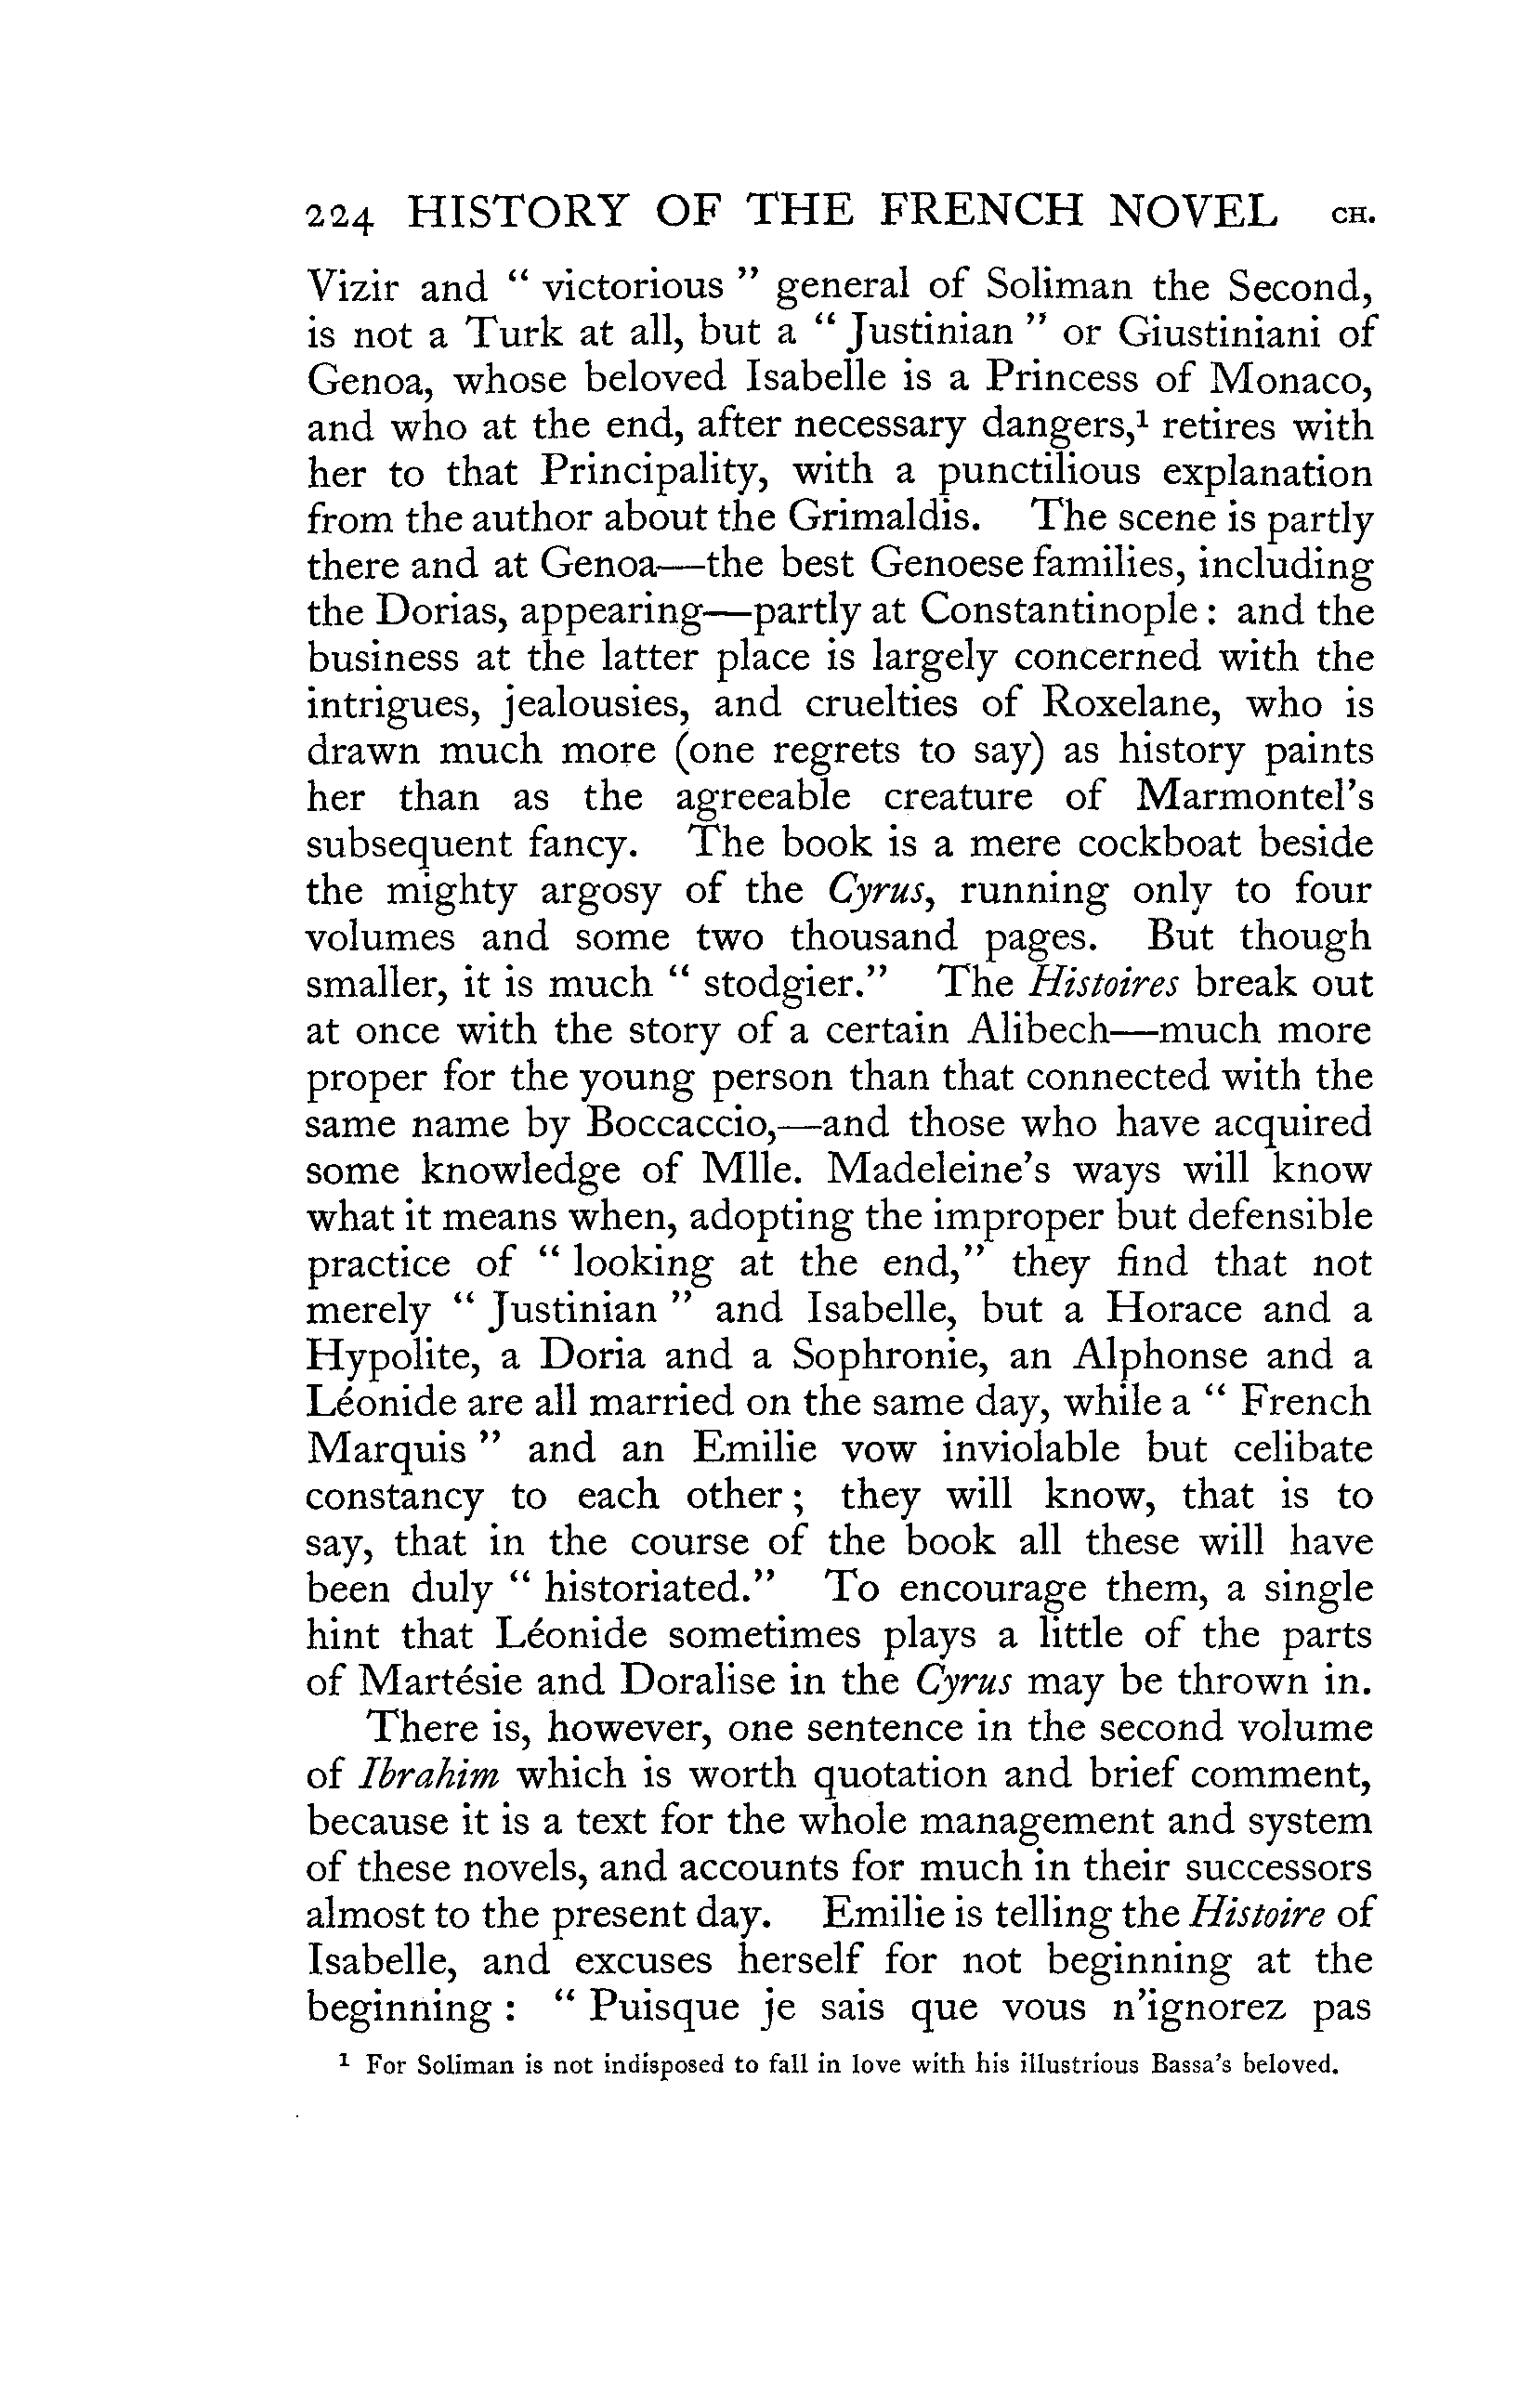 224 HISTORY OF THE FRENCH NOVEL CH.
Vizir and “ victorious ” general of Soliman the Second,
is not a Turk at all, but a “ Justinian ” or Giustiniani of
Genoa, whose beloved Isabelle is a Princess of Monaco,
and who at the end, after necessary dangers,¹ retires with
her to that Principality, with a punctilious explanation
from the author about the Grimaldis. The scene is partly
there and at Genoa—the best Genoese families, including
the Dorias, appearing—partly at Constantinople : and the
business at the latter place is largely concerned with the
intrigues, jealousies, and cruelties of Roxelane, who is
drawn much more (one regrets to say) as history paints
her than as the agreeable creature of Marmontel’s
subsequent fancy. The book is a mere cockboat beside
the mighty argosy of the Cyrus, running only to four
volumes and some two thousand pages. But though
smaller, it is much “ stodgier.” The Histoires break out
at once with the story of a certain Alibech—much more
proper for the young person than that connected with the
same name by Boccaccio,—and those who have acquired
some knowledge of Mlle. Madeleine’s ways will know
what it means when, adopting the improper but defensible
practice of “ looking at the end,” they find that not
merely “ Justinian ” and Isabelle, but a Horace and a
Hypolite, a Doria and a Sophronie, an Alphonse and a
Léonide are all married on the same day, while a “ French
Marquis ” and an Emilie vow inviolable but celibate
constancy to each other ; they will know, that is to
say, that in the course of the book all these will have
been duly “ historiated.” To encourage them, a single
hint that Léonide sometimes plays a little of the parts
of Martésie and Doralise in the Cyrus may be thrown in.
There is, however, one sentence in the second volume
of Ibrahim which is worth quotation and brief comment,
because it is a text for the whole management and system
of these novels, and accounts for much in their successors
almost to the present day. Emilie is telling the Histoire of
Isabelle, and excuses herself for not beginning at the
beginning : “ Puisque je sais que vous n’ignorez pas
¹ For Soliman is not indisposed to fall in love with his illustrious Bassa’s beloved.